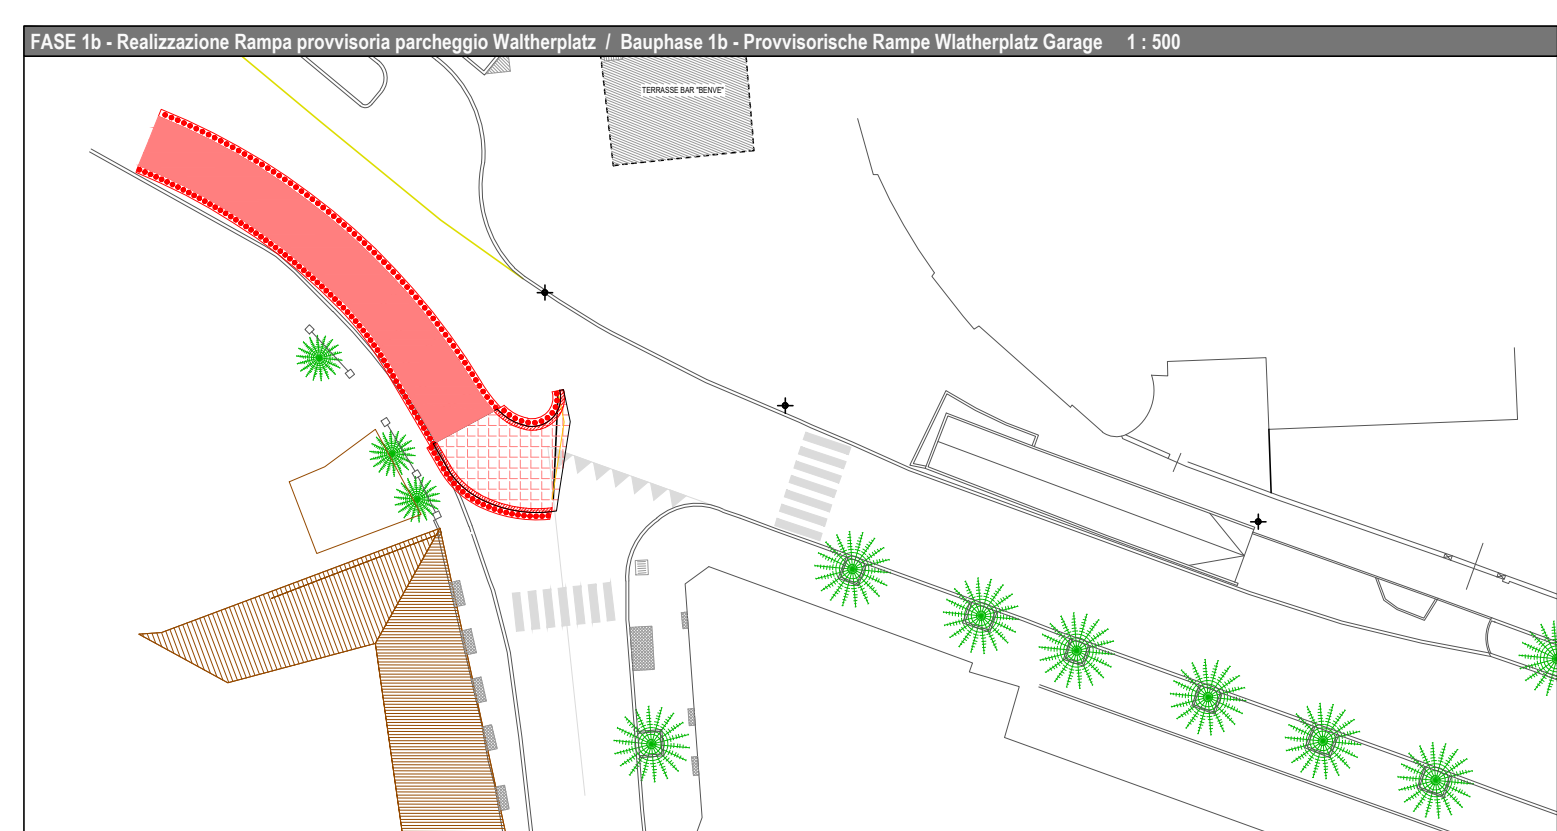 FASE 1b - Realizzazione Rampa provvisoria parcheggio Waltherplatz / Bauphase 1b - Provvisorische Rampe Wlatherplatz Garage 1 : 500
TERRASSE BAR "BENVE"